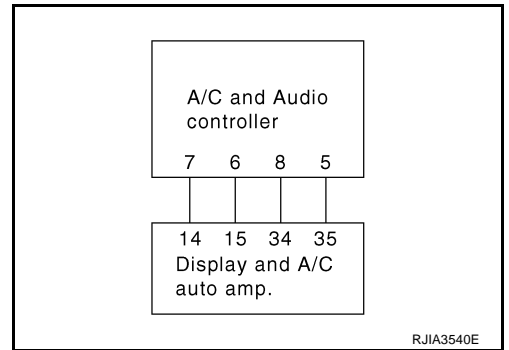 A/C and Audio
controller
7 6 8 5
14 15 34 35
Display and A/C
auto amp.
RJIA3540E